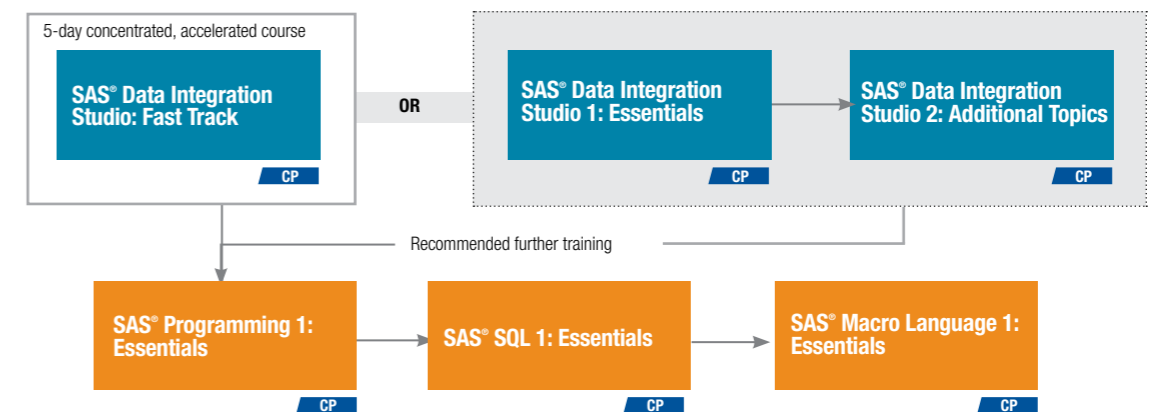 5-day concentrated, accelerated course
SAS® Data Integration
Studio: Fast Track
CP
OR
SAS® Data Integration
Studio 1: Essentials
CP
SAS® Data Integration
Studio 2: Additional Topics
CP
Recommended further training
SAS® Programming 1:
Essentials
CP
SAS® SQL 1: Essentials
CP
SAS® Macro Language 1:
Essentials
CP